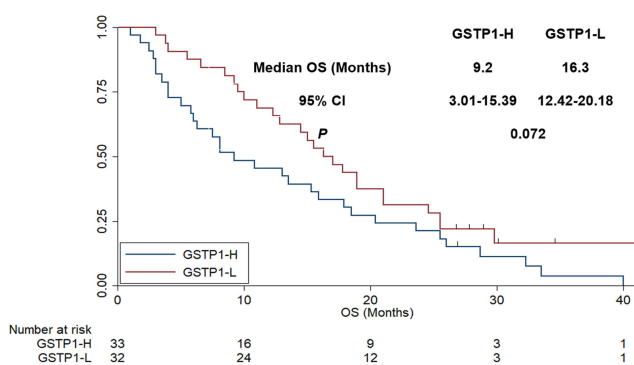 GSTP1-H GSTP1-L
Median OS (Months) 9.2 16.3
95% CI 3.01-15.39 12.42-20.18
P 0.072
1.00
0.75
0.50
0.25
0.00
GSTP1-H
GSTP1-L
0 10 20 30 40
OS (Months)
Number at risk
GSTP1-H 33 16 9 3 1
GSTP1-L 32 24 12 3 1